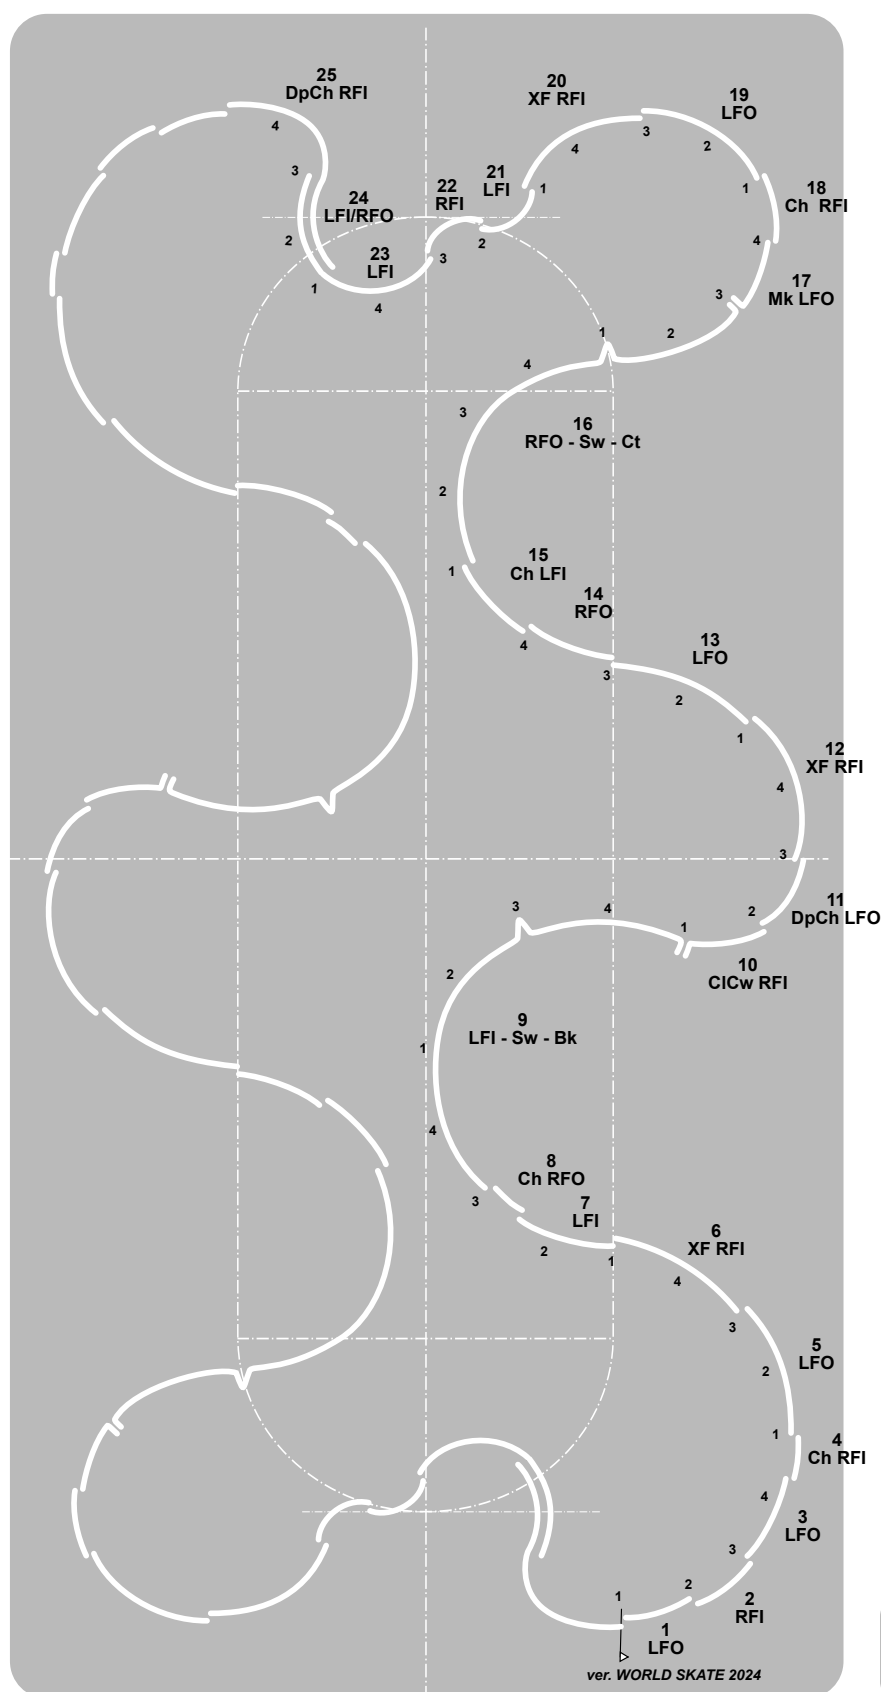 25
DpCh RFI
4
3
24
LFI/RFO
2
23
LFI
1
4
22
RFI
3
21
LFI
2
1
20
XF RFI
4
3
19
LFO
2
1
18
Ch RFI
4
17
Mk LFO
3
2
1
4
16
RFO - Sw - Ct
3
2
1
15
Ch LFI
4
14
RFO
3
13
LFO
2
1
12
XF RFI
4
3
11
DpCh LFO
2
10
ClCw RFI
1
4
3
9
LFI - Sw - Bk
2
1
4
3
8
Ch RFO
7
LFI
2
1
6
XF RFI
4
3
5
LFO
2
1
4
Ch RFI
4
3
LFO
3
2
RFI
2
1
1
LFO
ver. WORLD SKATE 2024